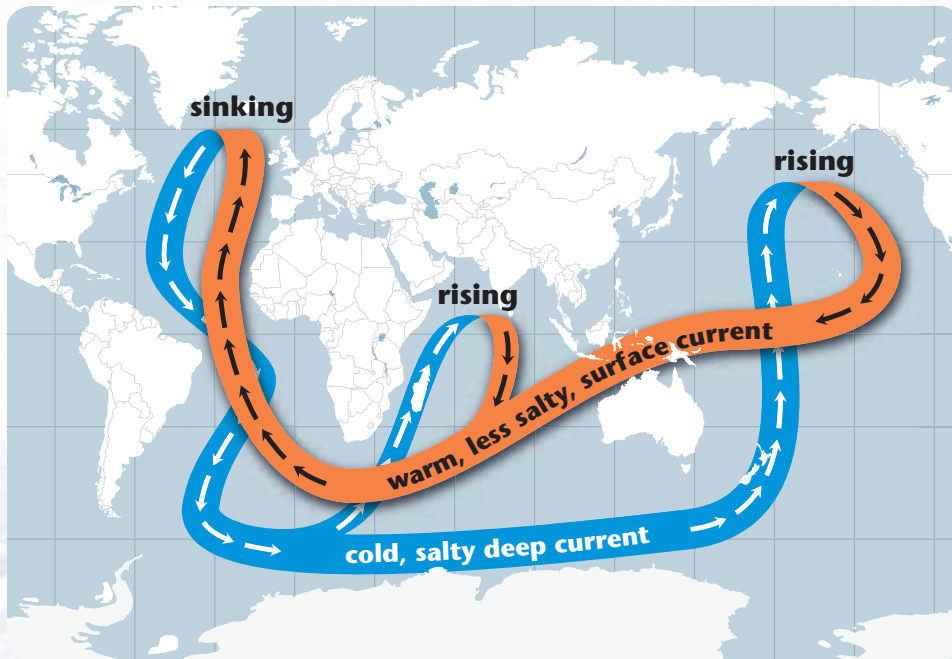 sinking
rising
rising
warm, less salty, surface current
cold, salty deep current